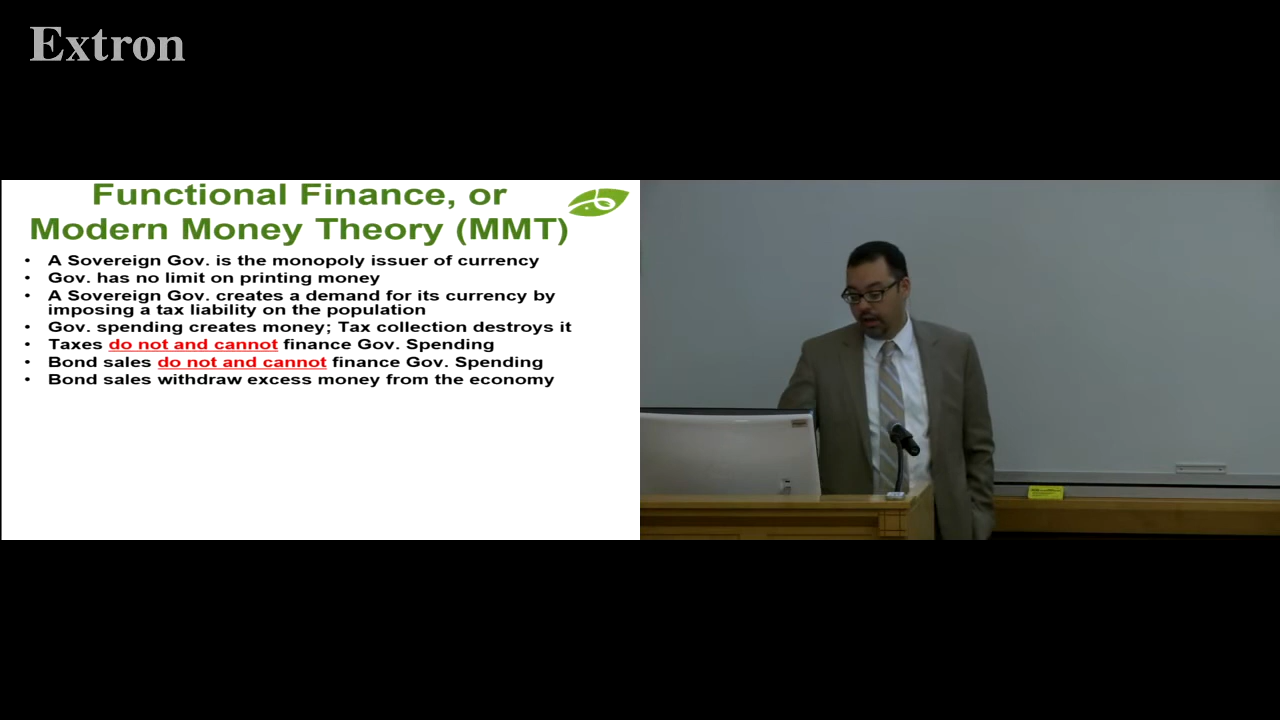 Extron
Functional Finance, or
Modern Money Theory (MMT)
• A Sovereign Gov. is the monopoly issuer of currency
• Gov. has no limit on printing money
• A Sovereign Gov. creates a demand for its currency by
imposing a tax liability on the population
• Gov. spending creates money; Tax collection destroys it
• Taxes do not and cannot finance Gov. Spending
• Bond sales do not and cannot finance Gov. Spending
• Bond sales withdraw excess money from the economy